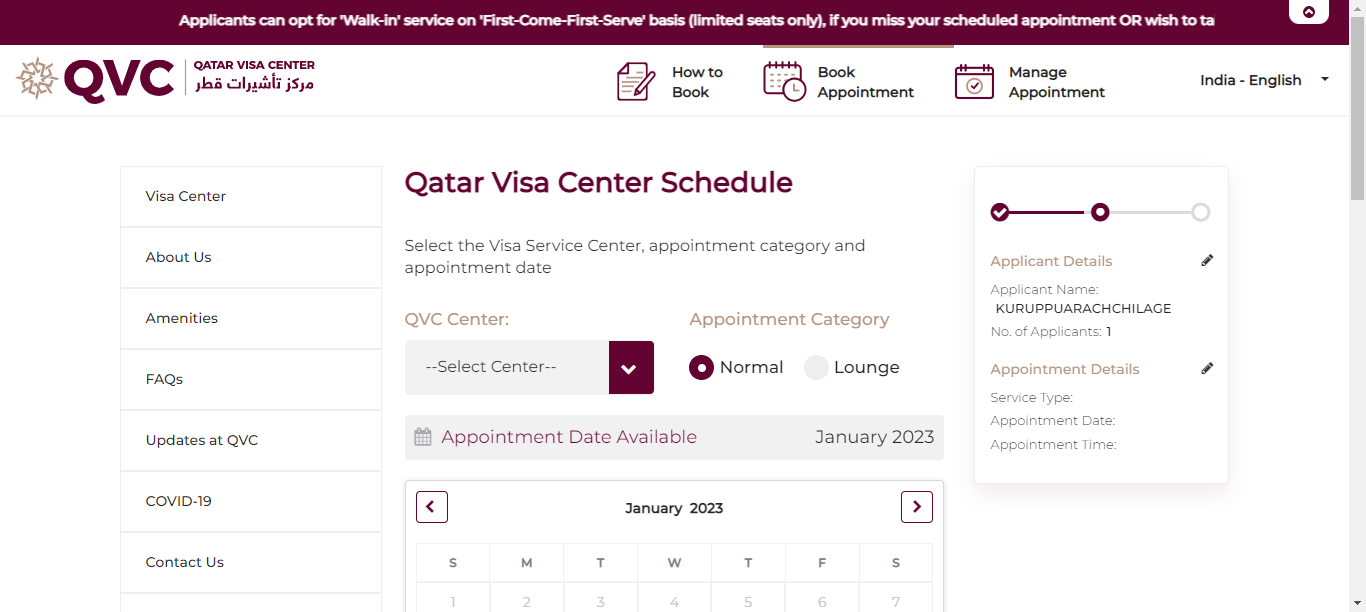 Applicants can opt for 'Walk-in' service on 'First-Come-First-Serve' basis (limited seats only), if you miss your scheduled appointment OR wish to ta
QVC
QATAR VISA CENTER
مركز تأشيرات قطر
How to
Book
Book
Appointment
Manage
Appointment
India - English
Visa Center
About Us
Amenities
FAQs
Updates at QVC
COVID-19
Contact Us
Qatar Visa Center Schedule
Select the Visa Service Center, appointment category and
appointment date
QVC Center:
Appointment Category
--Select Center--
Normal
Lounge
Appointment Date Available
January 2023
January 2023
S M T W T F S
1 2 3 4 5 6 7
Applicant Details
Applicant Name:
KURUPPUARACHCHILAGE
No. of Applicants: 1
Appointment Details
Service Type:
Appointment Date:
Appointment Time: